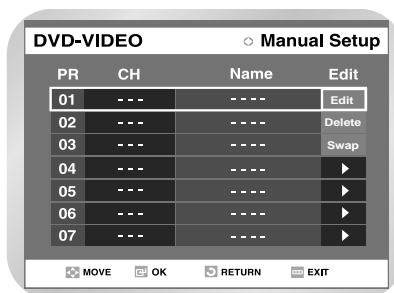 DVD-VIDEO Manual Setup
PR CH Name Edit
01 - - - - - - - Edit
02 - - - - - - - Delete
03 - - - - - - - Swap
04 - - - - - - -
05 - - - - - - -
06 - - - - - - -
07 - - - - - - -
MOVE OK RETURN EXIT